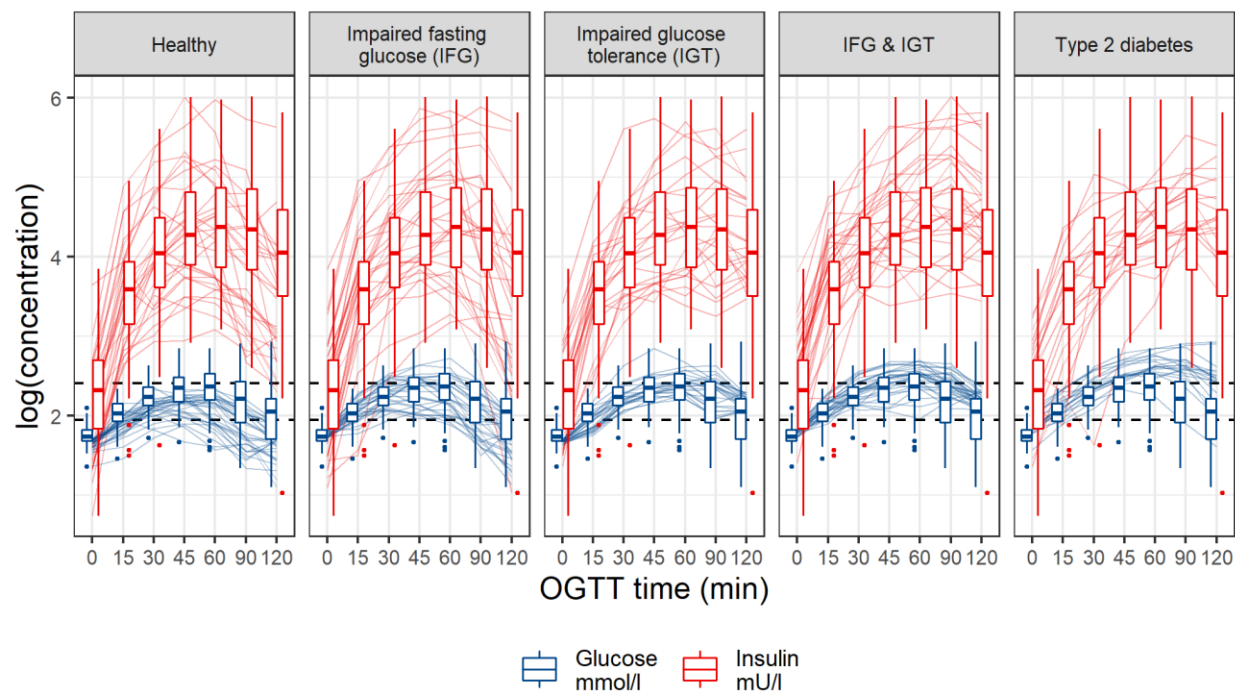 Healthy
Impaired fasting
glucose (IFG)
Impaired glucose
tolerance (IGT)
IFG & IGT
Type 2 diabetes
log(concentration)
6
4
2
0 15 30 45 60 90 120
0 15 30 45 60 90 120
0 15 30 45 60 90 120
0 15 30 45 60 90 120
0 15 30 45 60 90 120
OGTT time (min)
Glucose
mmol/l
Insulin
mU/l